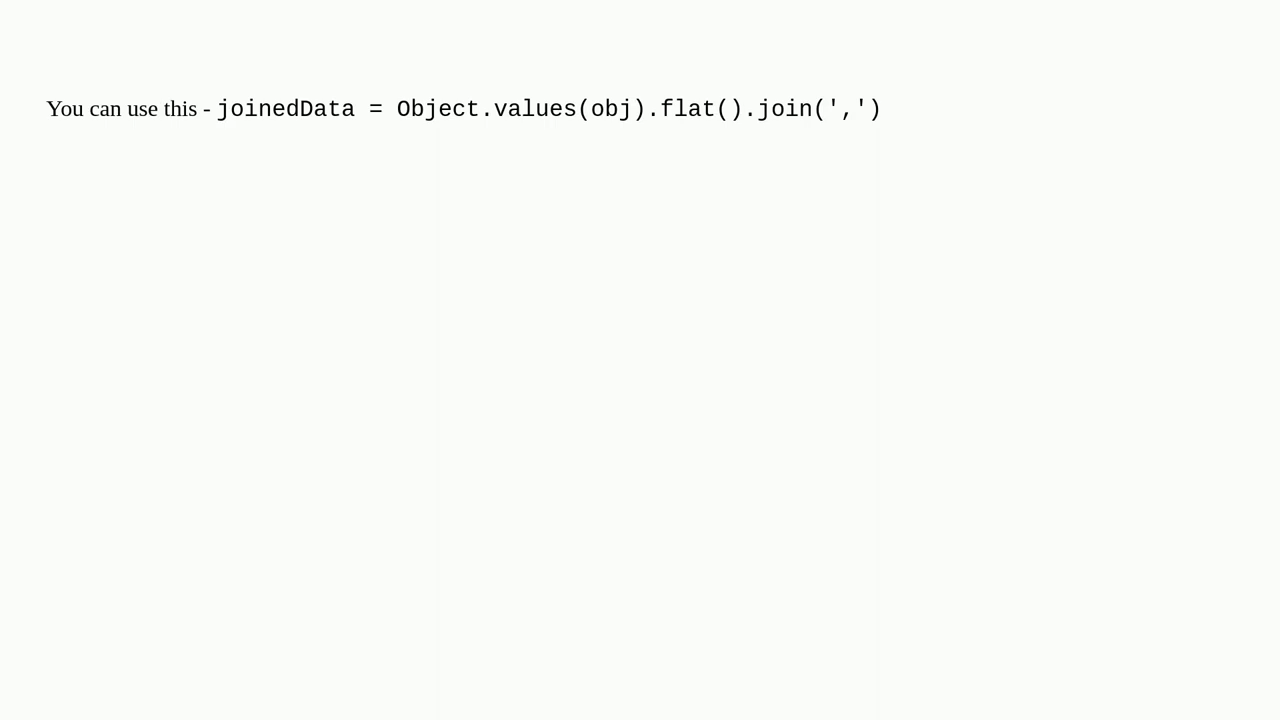 You can use this - joinedData = Object.values(obj).flat().join(',')